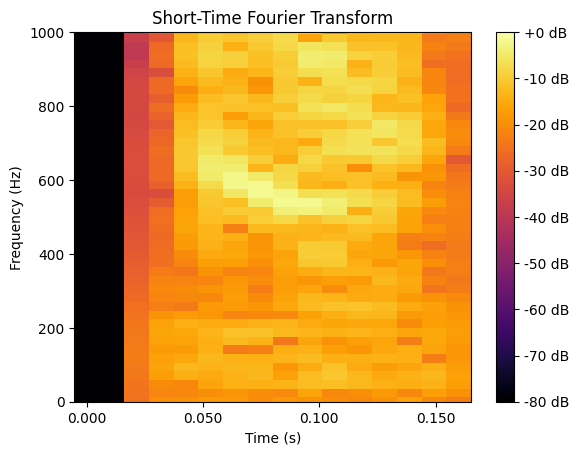 Short-Time Fourier Transform
1000
800
600
400
200
0
Frequency (Hz)
0.000
0.050
0.100
0.150
Time (s)
+0 dB
-10 dB
-20 dB
-30 dB
-40 dB
-50 dB
-60 dB
-70 dB
-80 dB